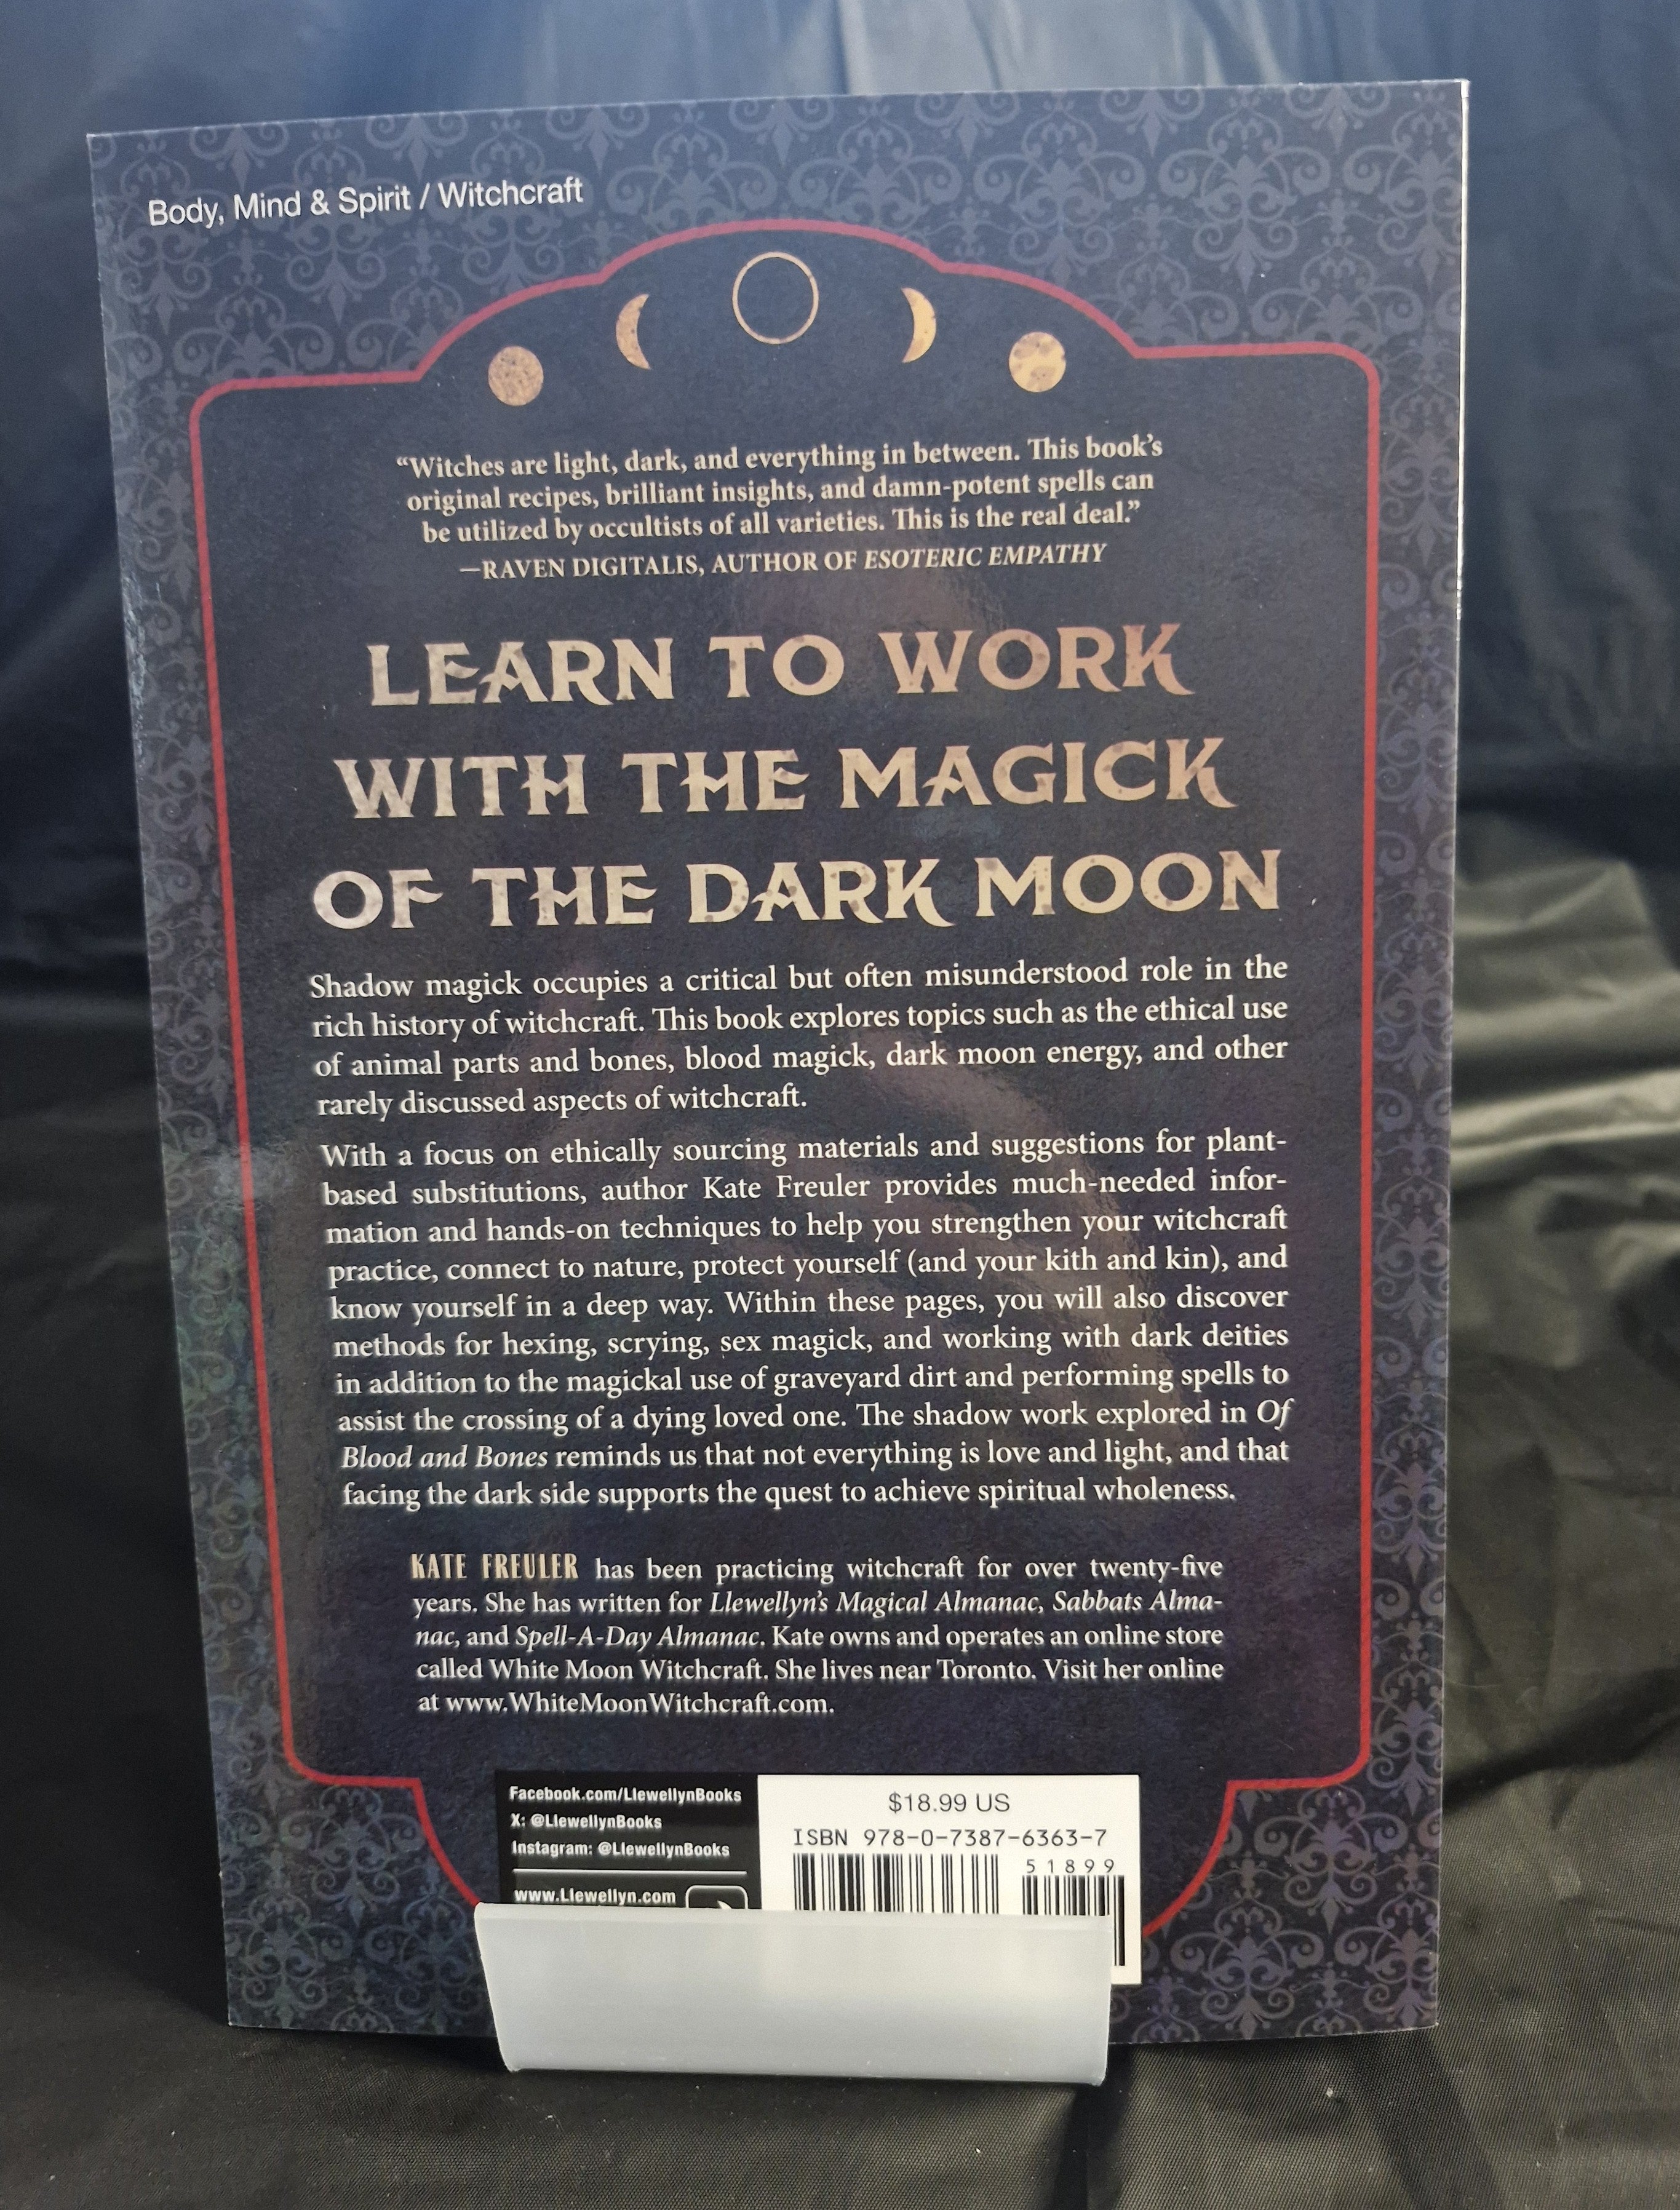 Body, Mind & Spirit / Witchcraft
“Witches are light, dark, and everything in between. This book’s
original recipes, brilliant insights, and damn-potent spells can
be utilized by occultists of all varieties. This is the real deal.”
—RAVEN DIGITALIS, AUTHOR OF ESOTERIC EMPATHY
LEARN TO WORK
WITH THE MAGICK
OF THE DARK MOON
Shadow magick occupies a critical but often misunderstood role in the
rich history of witchcraft. This book explores topics such as the ethical use
of animal parts and bones, blood magick, dark moon energy, and other
rarely discussed aspects of witchcraft.
With a focus on ethically sourcing materials and suggestions for plant-
based substitutions, author Kate Freuler provides much-needed infor-
mation and hands-on techniques to help you strengthen your witchcraft
practice, connect to nature, protect yourself (and your kith and kin), and
know yourself in a deep way. Within these pages, you will also discover
methods for hexing, scrying, sex magick, and working with dark deities
in addition to the magickal use of graveyard dirt and performing spells to
assist the crossing of a dying loved one. The shadow work explored in Of
Blood and Bones reminds us that not everything is love and light, and that
facing the dark side supports the quest to achieve spiritual wholeness.
KATE FREULER has been practicing witchcraft for over twenty-five
years. She has written for Llewellyn’s Magical Almanac, Sabbats Alma-
nac, and Spell-A-Day Almanac. Kate owns and operates an online store
called White Moon Witchcraft. She lives near Toronto. Visit her online
at www.WhiteMoonWitchcraft.com.
Facebook.com/LlewellynBooks
X: @LlewellynBooks
Instagram: @LlewellynBooks
www.Llewellyn.com
$18.99 US
ISBN 978-0-7387-6363-7
51899